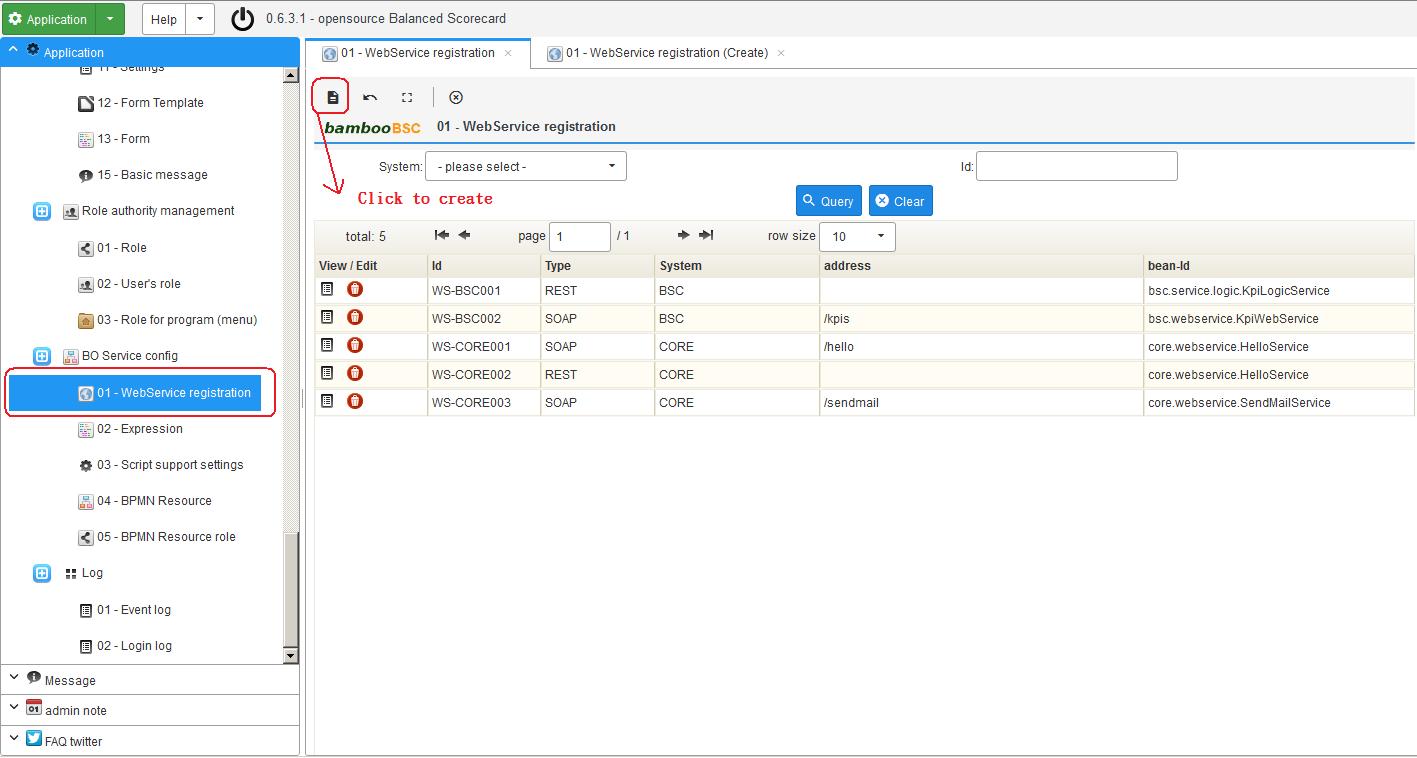 Application
Help
0.6.3.1 - opensource Balanced Scorecard
Application
11 - Settings
12 - Form Template
13 - Form
15 - Basic message
Role authority management
01 - Role
02 - User's role
03 - Role for program (menu)
BO Service config
01 - WebService registration
02 - Expression
03 - Script support settings
04 - BPMN Resource
05 - BPMN Resource role
Log
01 - Event log
02 - Login log
Message
01
admin note
FAQ twitter
01 - WebService registration
01 - WebService registration (Create)
bambooBSC 01 - WebService registration
System: - please select - Id:
Click to create
Query Clear
total: 5 page 1 / 1 row size 10
View / Edit Id Type System address bean-Id
WS-BSC001 REST BSC bsc.service.logic.KpiLogicService
WS-BSC002 SOAP BSC /kpis bsc.webservice.KpiWebService
WS-CORE001 SOAP CORE /hello core.webservice.HelloService
WS-CORE002 REST CORE core.webservice.HelloService
WS-CORE003 SOAP CORE /sendmail core.webservice.SendMailService